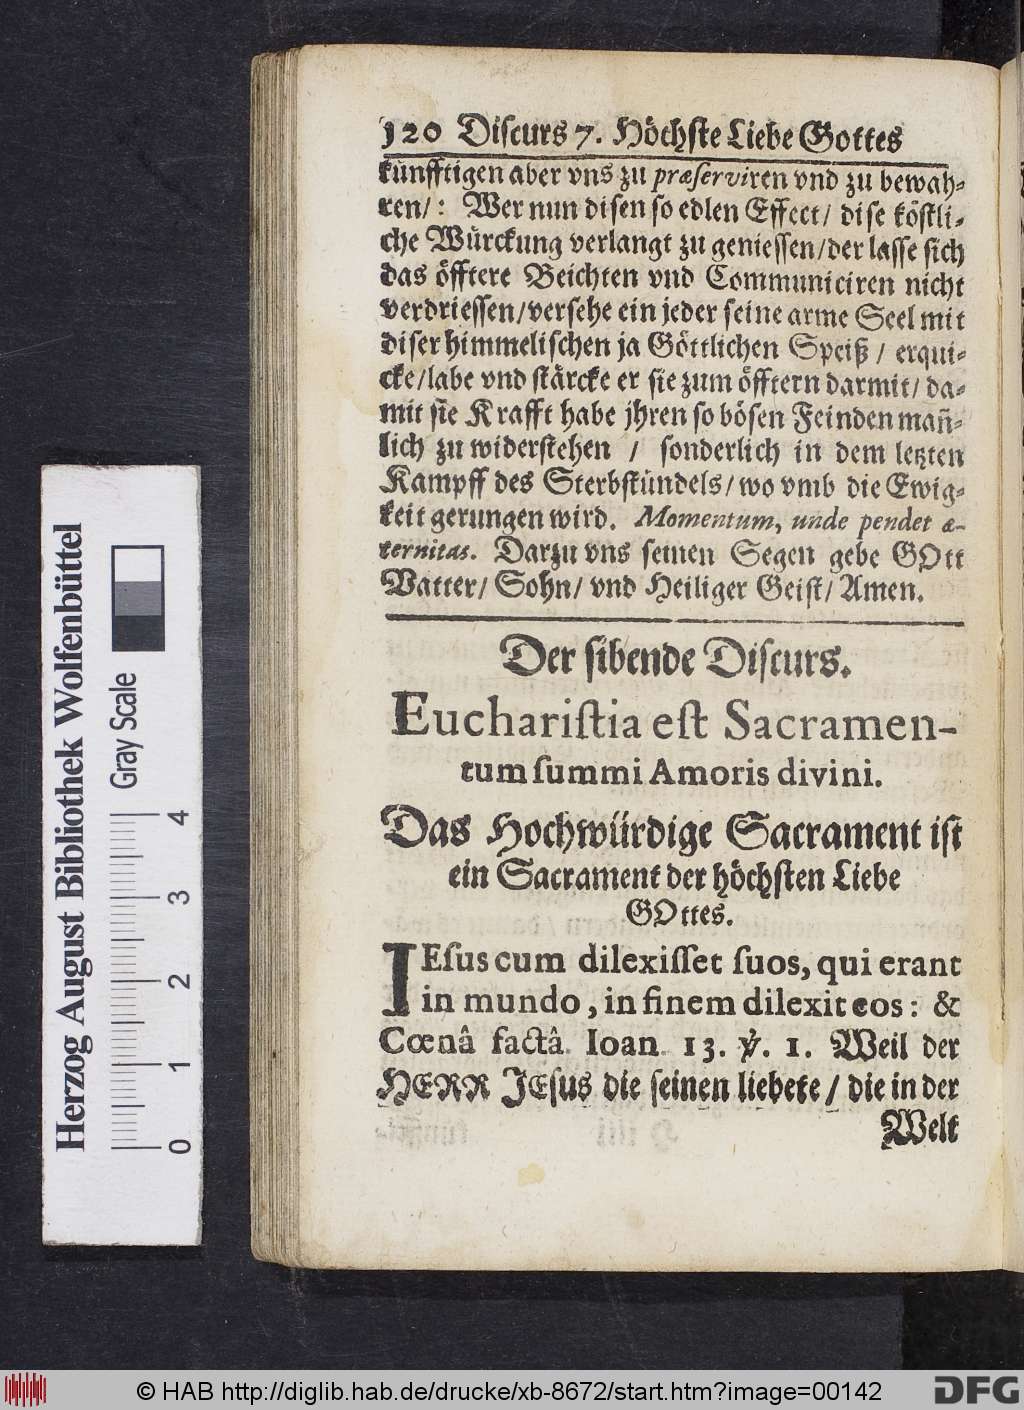 120 Discurs 7. Höchste Liebe Gottes
künfftigen aber vns zu præserviren vnd zu bewah-
ren/: Wer nun disen so edlen Effect/ dise köstli-
che Würckung verlangt zu geniessen/der lasse sich
das öfftere Beichten vnd Communiciren nicht
verdriessen/versehe ein jeder seine arme Seel mit
diser himmelischen ja Göttlichen Speiß/ erqui-
cke/labe vnd stärcke er sie zum öfftern darmit/ da-
mit sie Krafft habe jhren so bösen Feinden mañ-
lich zu widerstehen / sonderlich in dem letzten
Kampff des Sterbstündels/wo vmb die Ewig-
keit gerungen wird. Momentum, unde pendet æ-
ternitas. Darzu vns seinen Segen gebe GOtt
Vatter/ Sohn/ vnd Heiliger Geist/ Amen.
Der sibende Discurs.
Euchariſtia eſt Sacramen-
tum ſummi Amoris divini.
Das Hochwürdige Sacrament ist
ein Sacrament der höchsten Liebe
GOttes.
IEſus cum dilexiſſet ſuos, qui erant
in mundo, in finem dilexit eos: &
Cœnâ factâ. Ioan. 13. ℣. 1. Weil der
HERR JEsus die seinen liebete/ die in der
Welt
Herzog August Bibliothek Wolfenbüttel
Gray Scale
0 1 2 3 4
© HAB http://diglib.hab.de/drucke/xb-8672/start.htm?image=00142
DFG